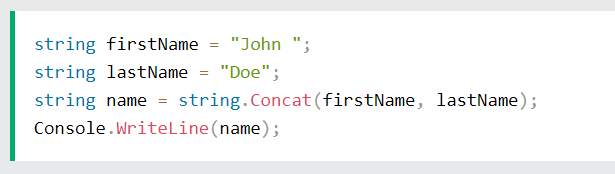 string firstName = "John ";
string lastName = "Doe";
string name = string.Concat(firstName, lastName);
Console.WriteLine(name);